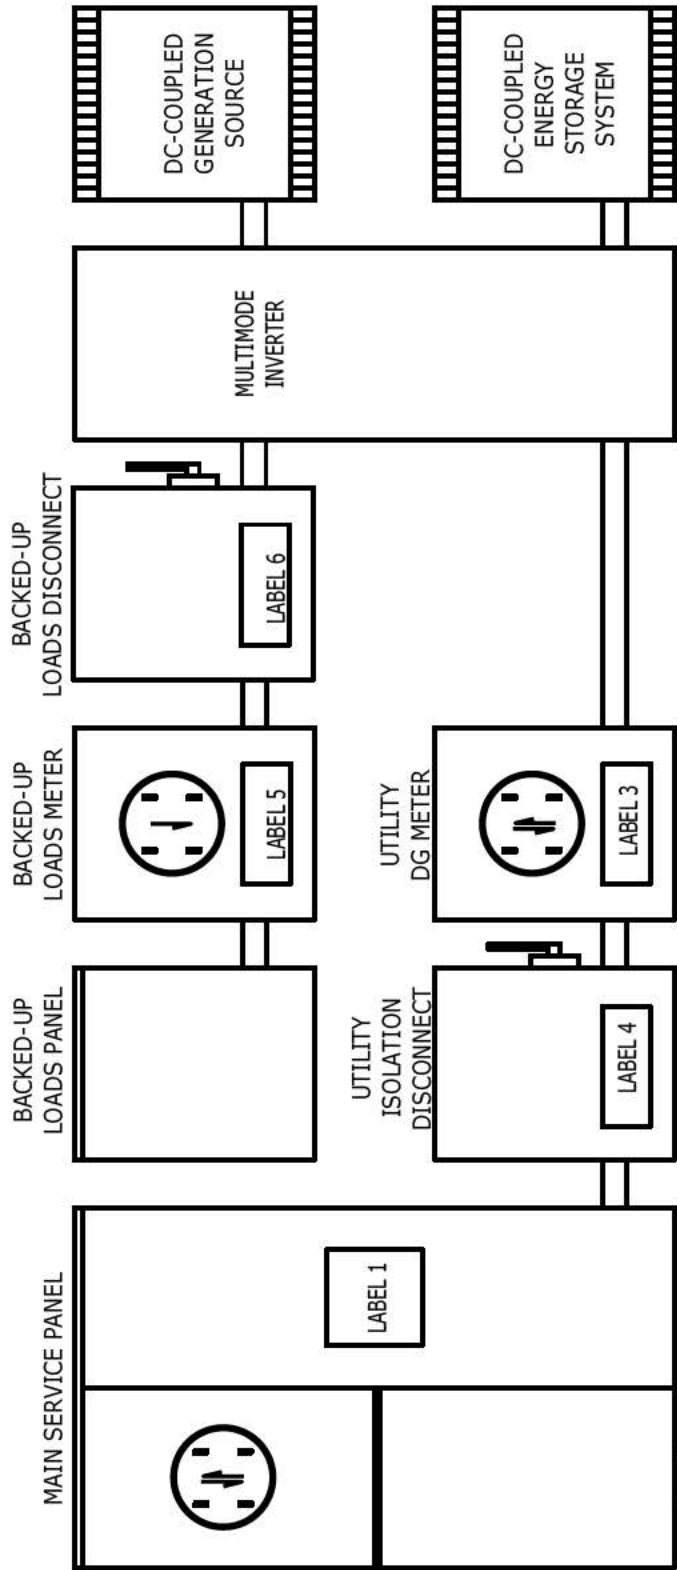 MAIN SERVICE PANEL
LABEL 1
BACKED-UP
LOADS PANEL
BACKED-UP
LOADS METER
LABEL 5
BACKED-UP
LOADS DISCONNECT
LABEL 6
MULTIMODE
INVERTER
DC-COUPLED
GENERATION
SOURCE
UTILITY
ISOLATION
DISCONNECT
LABEL 4
UTILITY
DG METER
LABEL 3
DC-COUPLED
ENERGY
STORAGE
SYSTEM